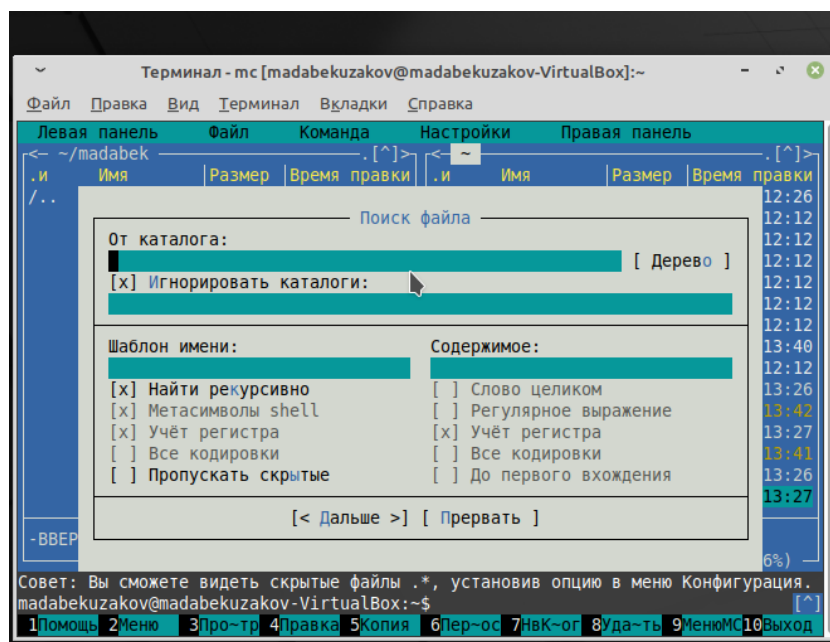 Терминал - mc [madabekuzakov@madabekuzakov-VirtualBox]:~
Файл Правка Вид Терминал Вкладки Справка
Левая панель Файл Команда Настройки Правая панель
<- ~/madabek .[^]> <- ~ .[^]>
.и Имя Размер Время правки .и Имя Размер Время правки
/.. 12:26
12:12
Поиск файла
От каталога: 12:12
[ Дерево ] 12:12
[x] Игнорировать каталоги: 12:12
12:12
12:12
Шаблон имени: Содержимое: 13:40
12:12
[x] Найти рекурсивно [ ] Слово целиком 13:26
[x] Метасимволы shell [ ] Регулярное выражение 13:42
[x] Учёт регистра [x] Учёт регистра 13:27
[ ] Все кодировки [ ] Все кодировки 13:41
[ ] Пропускать скрытые [ ] До первого вхождения 13:26
13:27
[< Дальше >] [ Прервать ]
-ВВЕР
6%)
Совет: Вы сможете видеть скрытые файлы .*, установив опцию в меню Конфигурация.
madabekuzakov@madabekuzakov-VirtualBox:~$ [^]
1Помощь 2Меню 3Про~тр 4Правка 5Копия 6Пер~ос 7НвК~ог 8Уда~ть 9МенюМС 10Выход